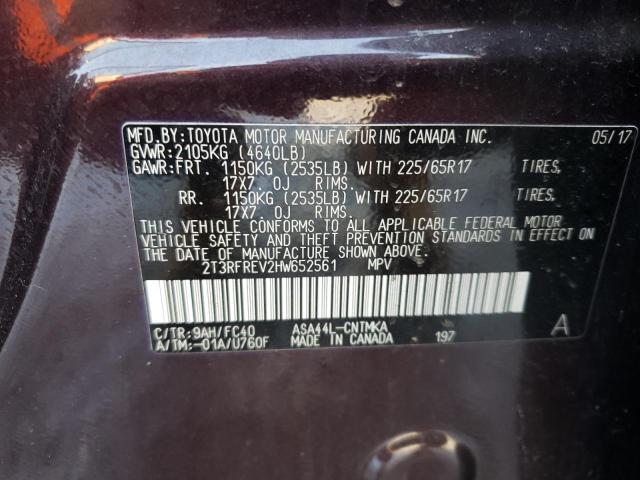 MFD.BY:TOYOTA MOTOR MANUFACTURING CANADA INC. 05/17
GVWR:2105KG (4640LB)
GAWR:FRT. 1150KG (2535LB) WITH 225/65R17 TIRES,
17X7 OJ RIMS.
RR. 1150KG (2535LB) WITH 225/65R17 TIRES,
17X7 OJ RIMS.
THIS VEHICLE CONFORMS TO ALL APPLICABLE FEDERAL MOTOR
VEHICLE SAFETY AND THEFT PREVENTION STANDARDS IN EFFECT ON
THE DATE OF MANUFACTURE SHOWN ABOVE.
2T3RFREV2HW652561 MPV
C/TR:9AH/FC40 ASA44L-CNTMKA A
A/TM:-01A/U760F MADE IN CANADA 197